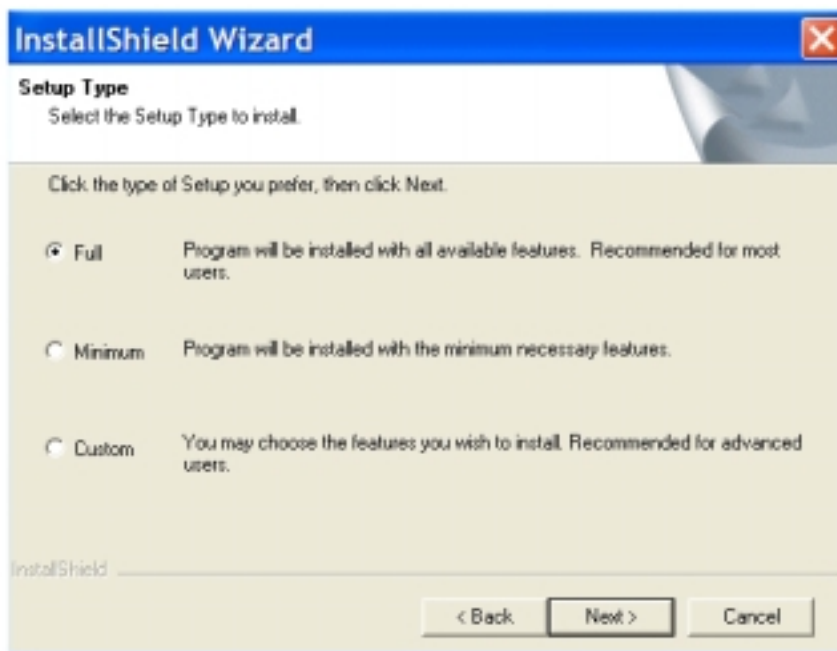 InstallShield Wizard
Setup Type
Select the Setup Type to install.
Click the type of Setup you prefer, then click Next.
Full
Program will be installed with all available features. Recommended for most
users.
Minimum
Program will be installed with the minimum necessary features.
Custom
You may choose the features you wish to install. Recommended for advanced
users.
InstallShield
< Back
Next >
Cancel